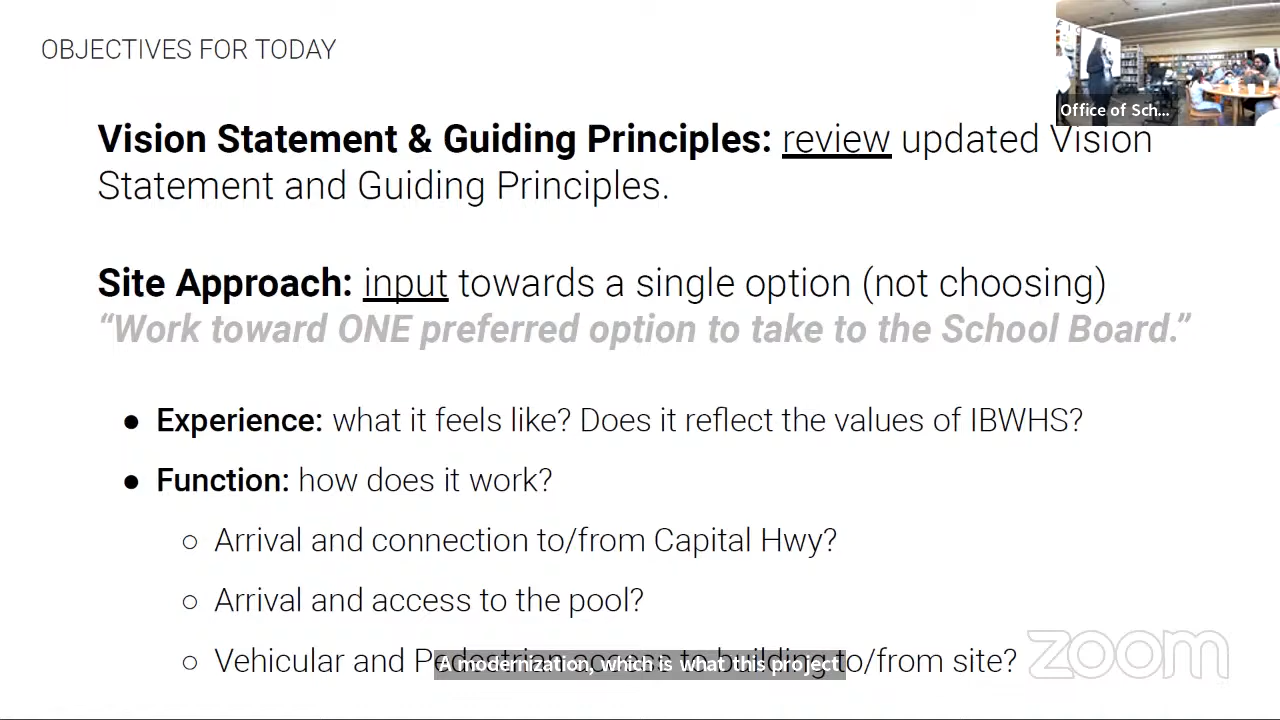 OBJECTIVES FOR TODAY
Office of Sch...
Vision Statement & Guiding Principles: review updated Vision
Statement and Guiding Principles.
Site Approach: input towards a single option (not choosing)
“Work toward ONE preferred option to take to the School Board.”
● Experience: what it feels like? Does it reflect the values of IBWHS?
● Function: how does it work?
○ Arrival and connection to/from Capital Hwy?
○ Arrival and access to the pool?
○ Vehicular and Pedestrian access to building to/from site?
A modernization, which is what this project
zoom